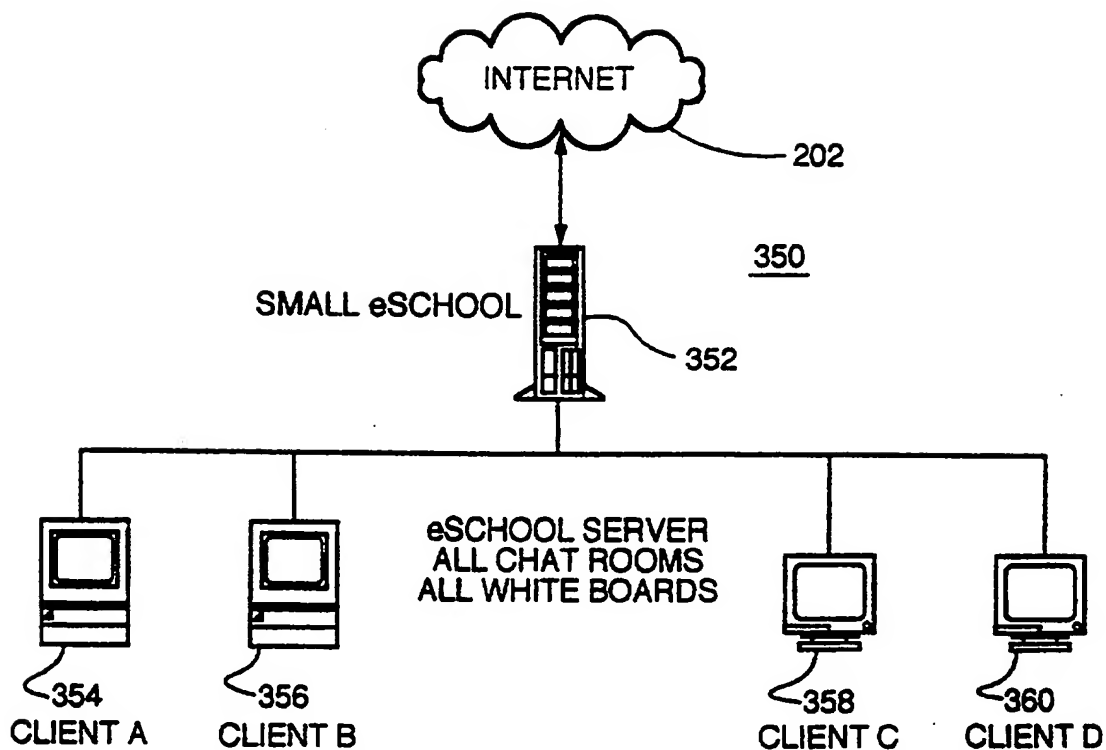 INTERNET
202
350
SMALL eSCHOOL
352
eSCHOOL SERVER
ALL CHAT ROOMS
ALL WHITE BOARDS
354
CLIENT A
356
CLIENT B
358
CLIENT C
360
CLIENT D